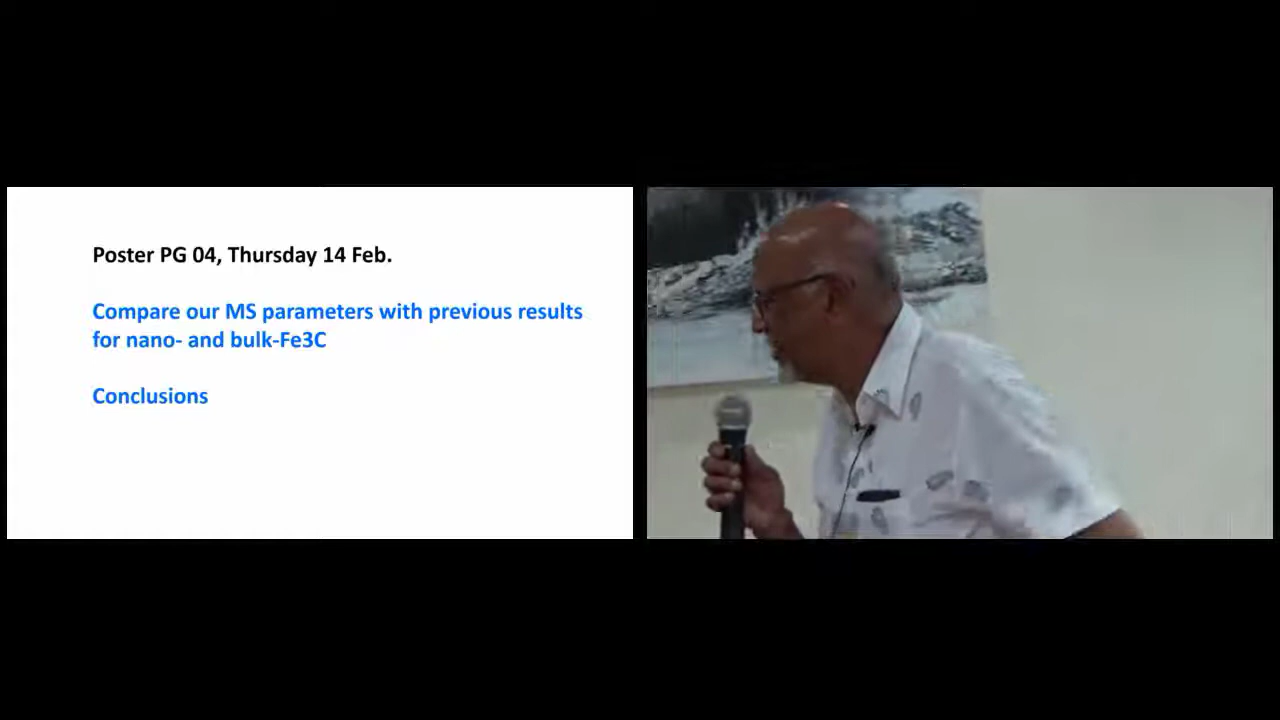 Poster PG 04, Thursday 14 Feb.
Compare our MS parameters with previous results
for nano- and bulk-Fe3C
Conclusions